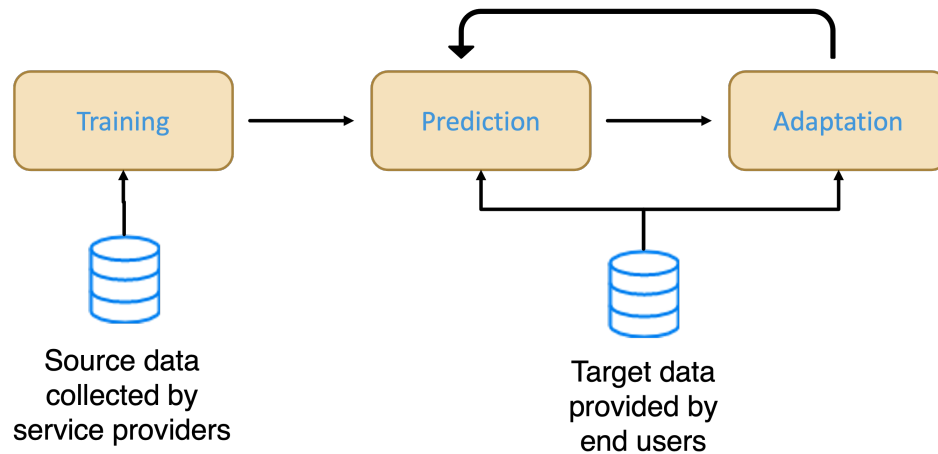 Training
Prediction
Adaptation
Source data
collected by
service providers
Target data
provided by
end users